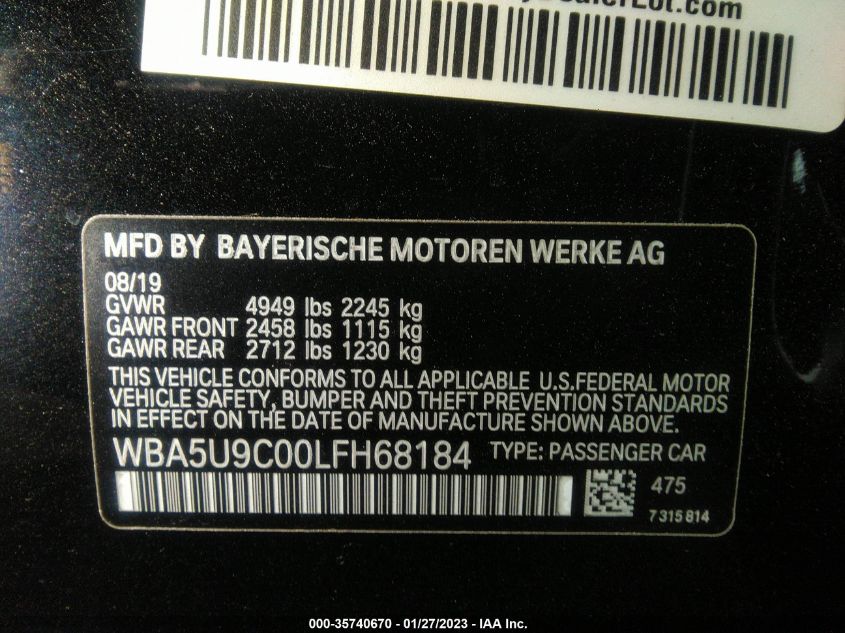 Lot.com
MFD BY BAYERISCHE MOTOREN WERKE AG
08/19
GVWR 4949 lbs 2245 kg
GAWR FRONT 2458 lbs 1115 kg
GAWR REAR 2712 lbs 1230 kg
THIS VEHICLE CONFORMS TO ALL APPLICABLE U.S.FEDERAL MOTOR
VEHICLE SAFETY, BUMPER AND THEFT PREVENTION STANDARDS
IN EFFECT ON THE DATE OF MANUFACTURE SHOWN ABOVE.
WBA5U9C00LFH68184 TYPE: PASSENGER CAR
475
7315814
000-35740670 - 01/27/2023 - IAA Inc.